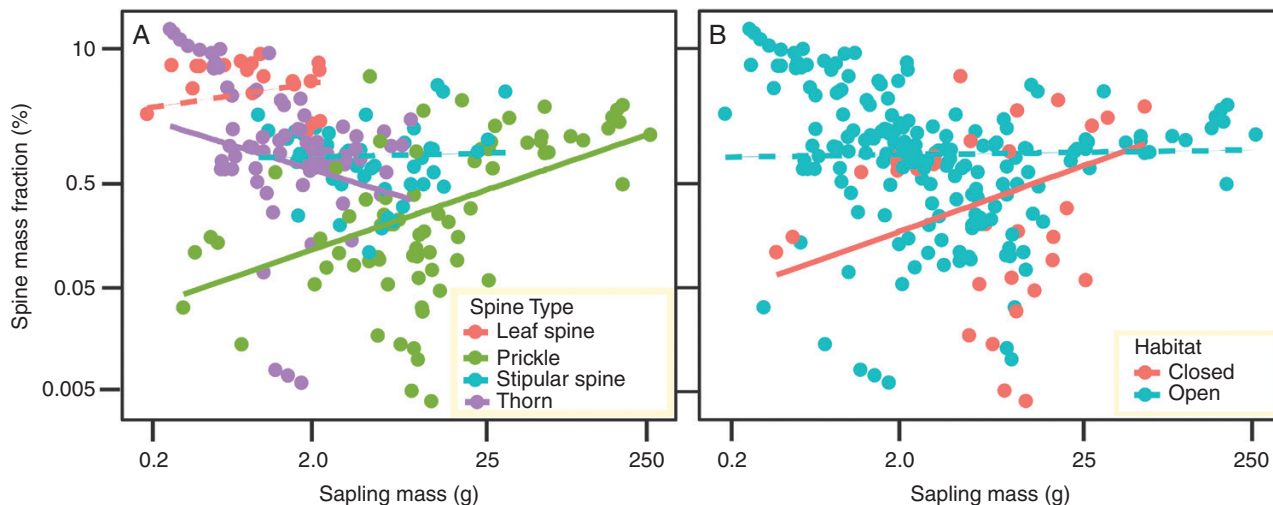 A
B
Spine mass fraction (%)
10
0.5
0.05
0.005
Spine Type
Leaf spine
Prickle
Stipular spine
Thorn
Habitat
Closed
Open
0.2 2.0 25 250
0.2 2.0 25 250
Sapling mass (g)
Sapling mass (g)